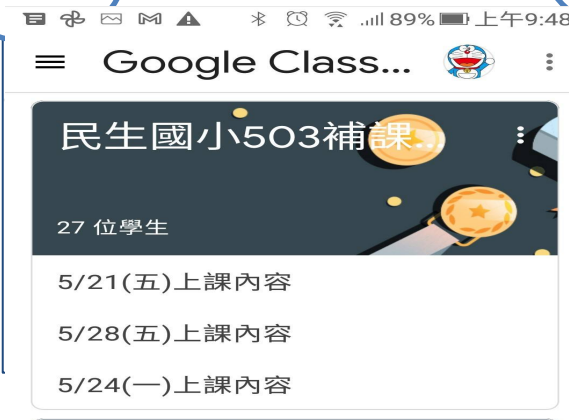 89% 上午9:48
Google Class...
民生國小503補課...
27 位學生
5/21(五)上課內容
5/28(五)上課內容
5/24(一)上課內容